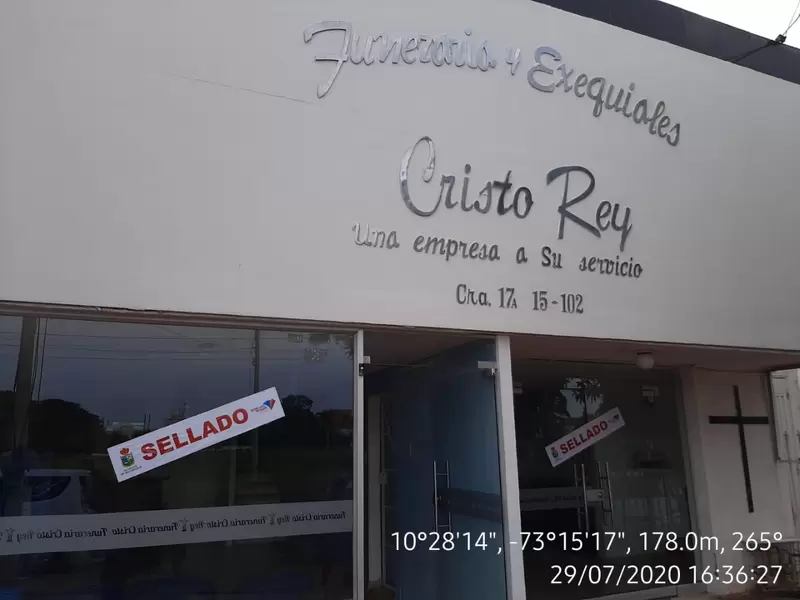 Funeraria y Exequiales
Cristo Rey
Una empresa a Su servicio
Cra. 17A 15-102
SELLADO
SELLADO
Funeraria Cristo Rey Funeraria Cristo Rey Funeraria Cristo
10°28'14", -73°15'17", 178.0m, 265°
29/07/2020 16:36:27